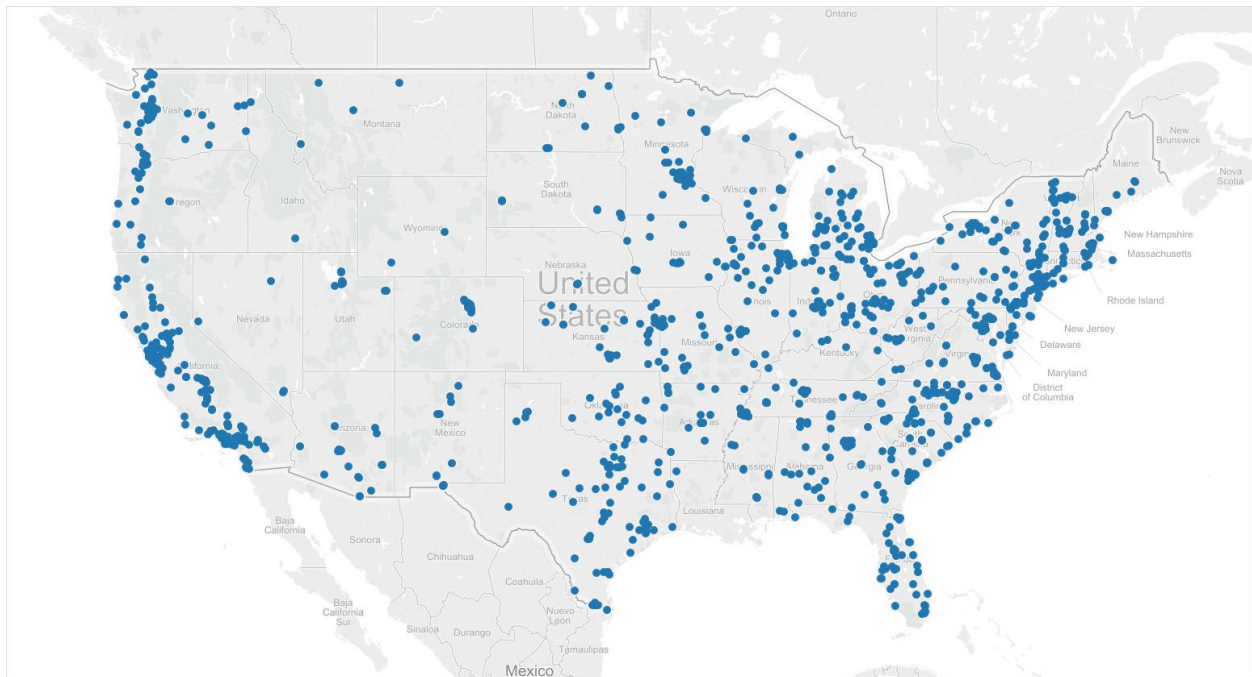 Ontario
Washington
Montana
North
Dakota
Minnesota
New
Brunswick
Maine
Nova
Scotia
South
Dakota
Wisconsin
Oregon
Idaho
Wyoming
New Hampshire
Massachusetts
Iowa
Nebraska
United
States
Pennsylvania
Rhode Island
Nevada
Utah
Colorado
Kansas
Missouri
Illinois
Ohio
West
Virginia
Kentucky
Virginia
New Jersey
Delaware
Maryland
District
of Columbia
California
Arizona
New
Mexico
Oklahoma
Arkansas
Tennessee
South
Carolina
Mississippi
Alabama
Georgia
Texas
Louisiana
Florida
Baja
California
Sonora
Chihuahua
Coahuila
Baja
California
Sur
Sinaloa
Durango
Nuevo
León
Tamaulipas
Mexico